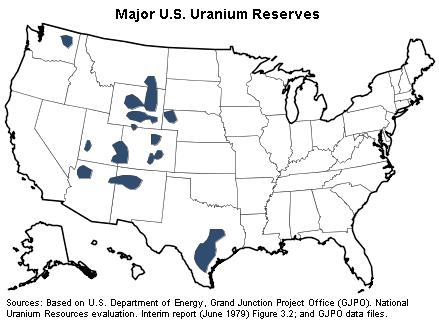 Major U.S. Uranium Reserves
Sources: Based on U.S. Department of Energy, Grand Junction Project Office (GJPO). National
Uranium Resources evaluation. Interim report (June 1979) Figure 3.2; and GJPO data files.